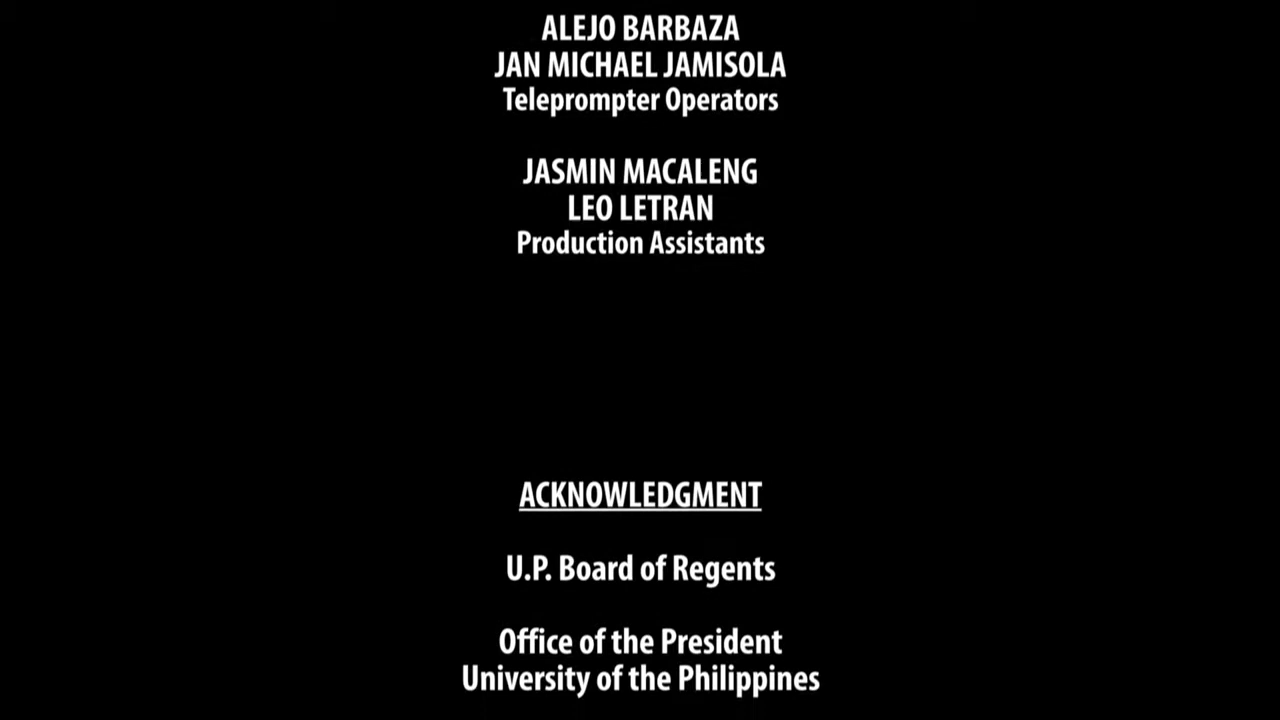 ALEJO BARBAZA
JAN MICHAEL JAMISOLA
Teleprompter Operators
JASMIN MACALENG
LEO LETRAN
Production Assistants
ACKNOWLEDGMENT
U.P. Board of Regents
Office of the President
University of the Philippines